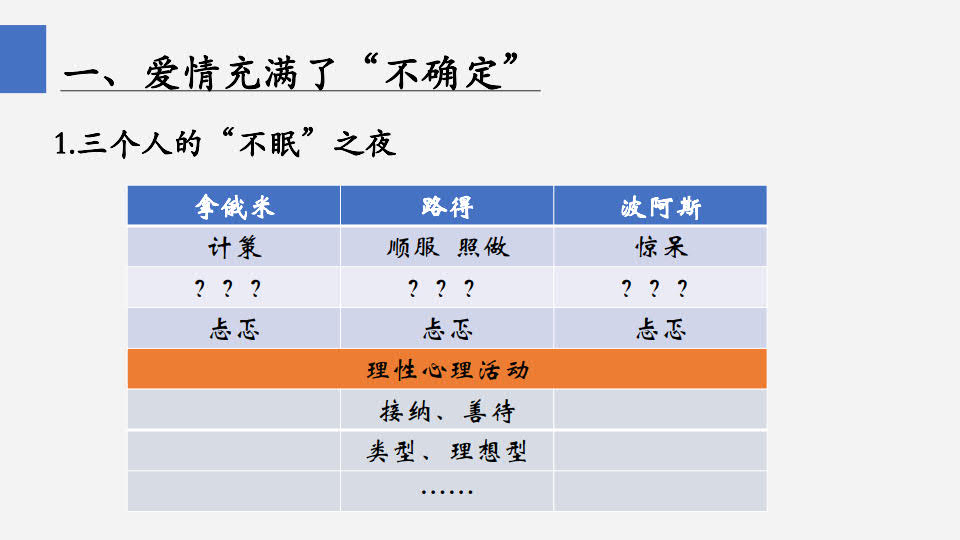 一、爱情充满了“不确定”
1.三个人的“不眠”之夜
拿俄米 路得 波阿斯
计策 顺服 照做 惊呆
？？？ ？？？ ？？？
忐忑 忐忑 忐忑
理性心理活动
接纳、善待
类型、理想型
……